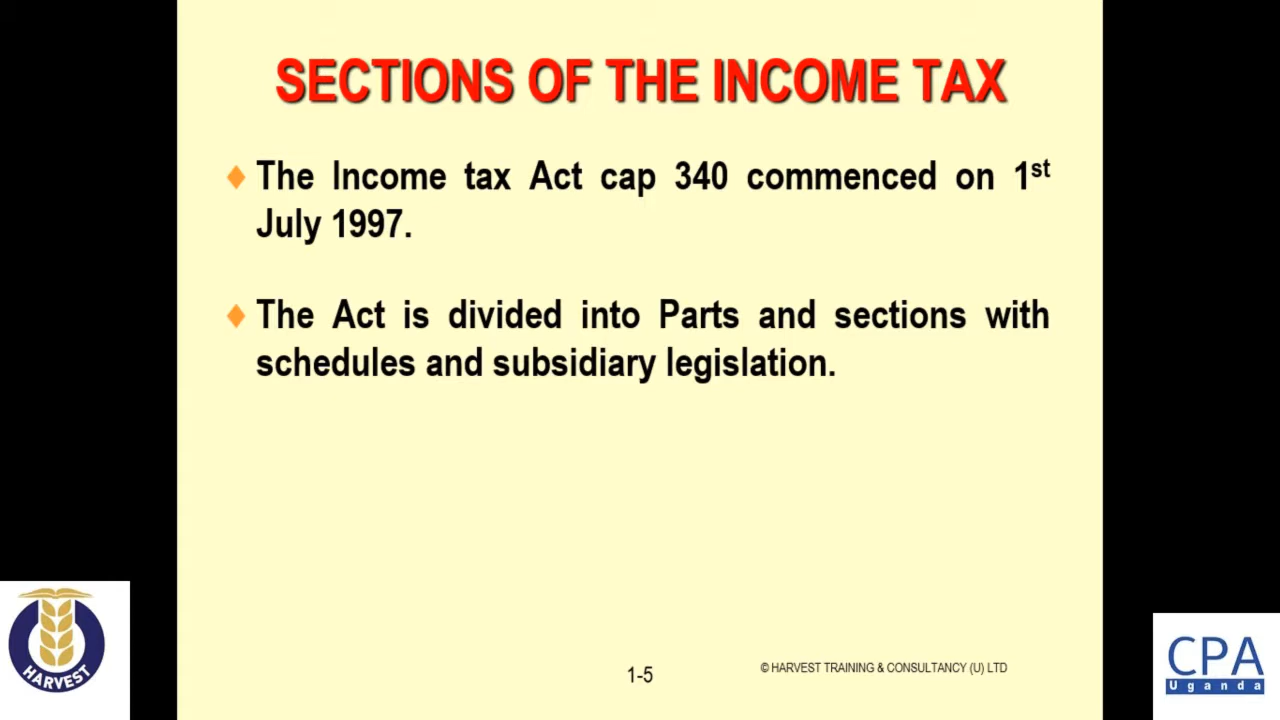 SECTIONS OF THE INCOME TAX
The Income tax Act cap 340 commenced on 1st
July 1997.
The Act is divided into Parts and sections with
schedules and subsidiary legislation.
HARVEST
1-5
© HARVEST TRAINING & CONSULTANCY (U) LTD
CPA
Uganda